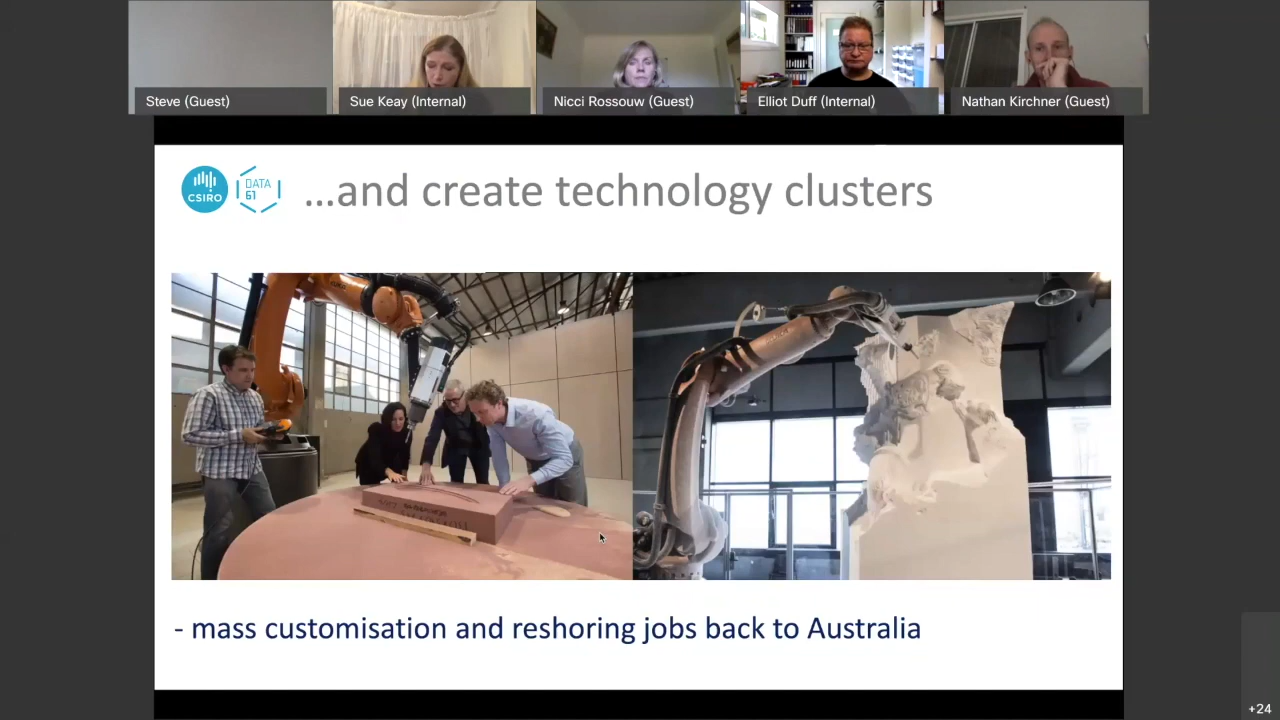 Steve (Guest)
Sue Keay (Internal)
Nicci Rossouw (Guest)
Elliot Duff (Internal)
Nathan Kirchner (Guest)
CSIRO
DATA
61
...and create technology clusters
- mass customisation and reshoring jobs back to Australia
+24